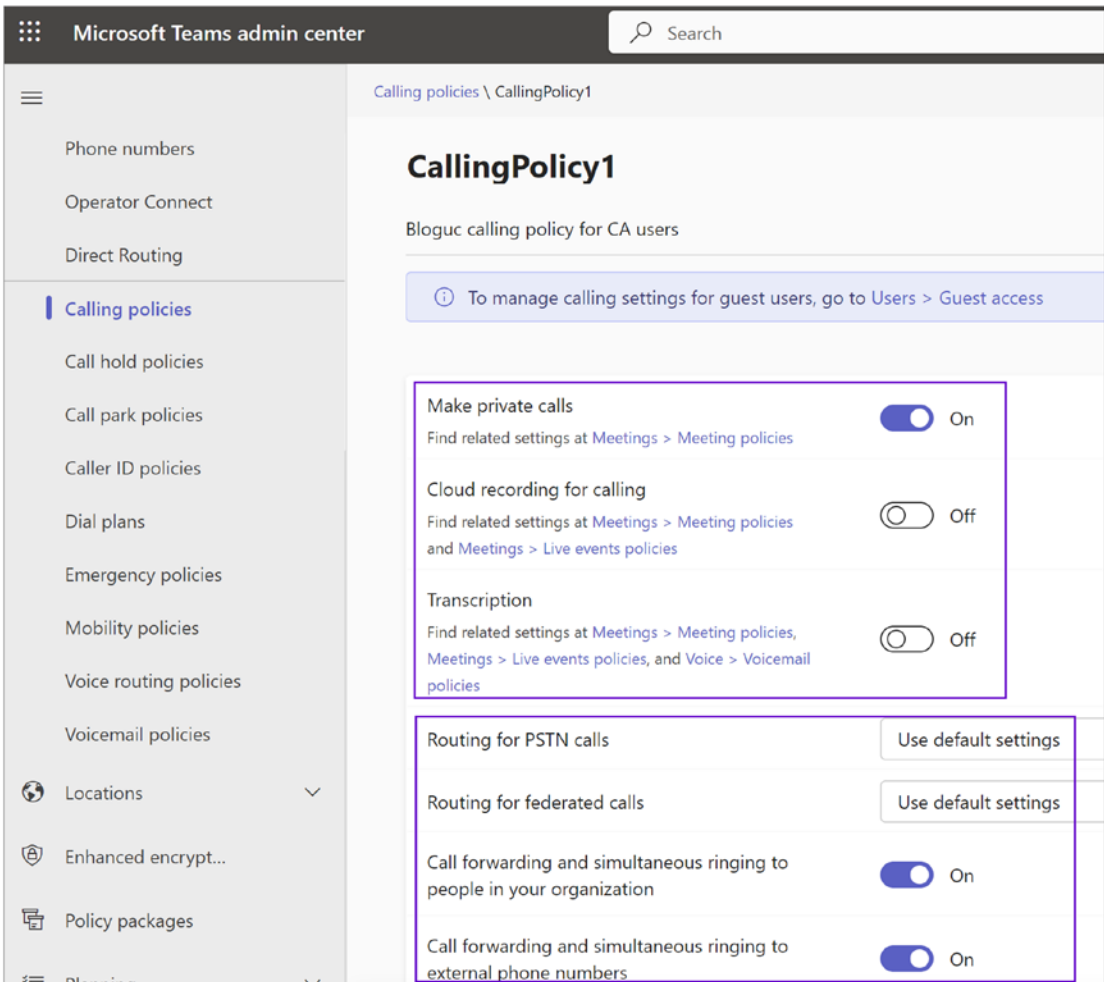 Microsoft Teams admin center
Search
Phone numbers
Operator Connect
Direct Routing
Calling policies
Call hold policies
Call park policies
Caller ID policies
Dial plans
Emergency policies
Mobility policies
Voice routing policies
Voicemail policies
Locations
Enhanced encrypt...
Policy packages
Planning
Calling policies \ CallingPolicy1
CallingPolicy1
Bloguc calling policy for CA users
To manage calling settings for guest users, go to Users > Guest access
Make private calls
Find related settings at Meetings > Meeting policies
On
Cloud recording for calling
Find related settings at Meetings > Meeting policies
and Meetings > Live events policies
Off
Transcription
Find related settings at Meetings > Meeting policies,
Meetings > Live events policies, and Voice > Voicemail
policies
Off
Routing for PSTN calls
Use default settings
Routing for federated calls
Use default settings
Call forwarding and simultaneous ringing to
people in your organization
On
Call forwarding and simultaneous ringing to
external phone numbers
On